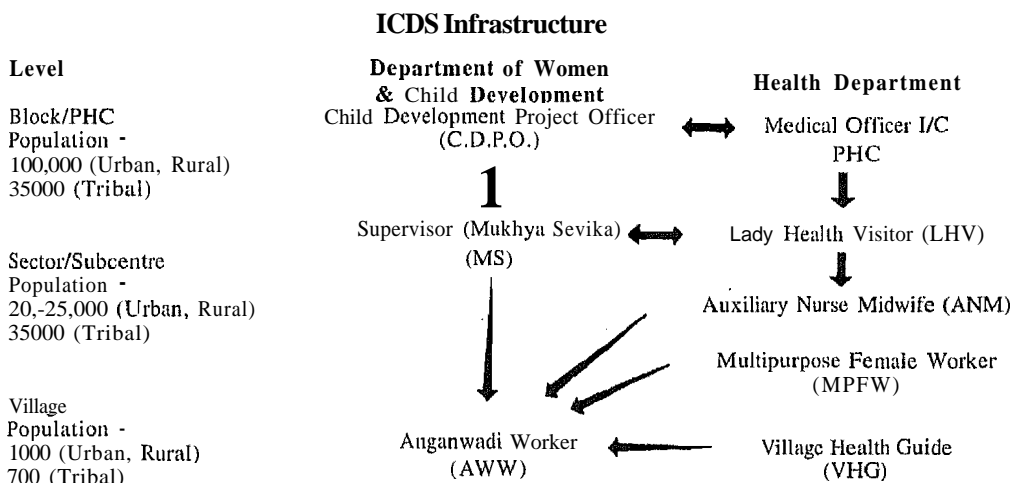 ICDS Infrastructure
Level
Department of Women
& Child Development
Health Department
Block/PHC
Population -
100,000 (Urban, Rural)
35000 (Tribal)
Child Development Project Officer
(C.D.P.O.)
Medical Officer I/C
PHC
1
Supervisor (Mukhya Sevika)
(MS)
Lady Health Visitor (LHV)
Sector/Subcentre
Population -
20,-25,000 (Urban, Rural)
35000 (Tribal)
Auxiliary Nurse Midwife (ANM)
Multipurpose Female Worker
(MPFW)
Village
Population -
1000 (Urban, Rural)
700 (Tribal)
Anganwadi Worker
(AWW)
Village Health Guide
(VHG)